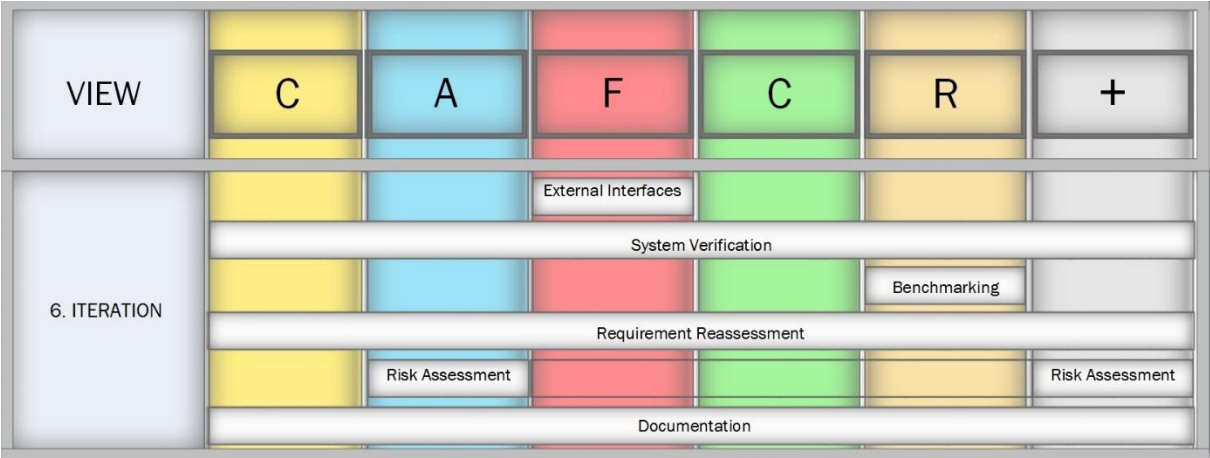 VIEW
C
A
F
C
R
+
External Interfaces
System Verification
Benchmarking
6. ITERATION
Requirement Reassessment
Risk Assessment
Risk Assessment
Documentation